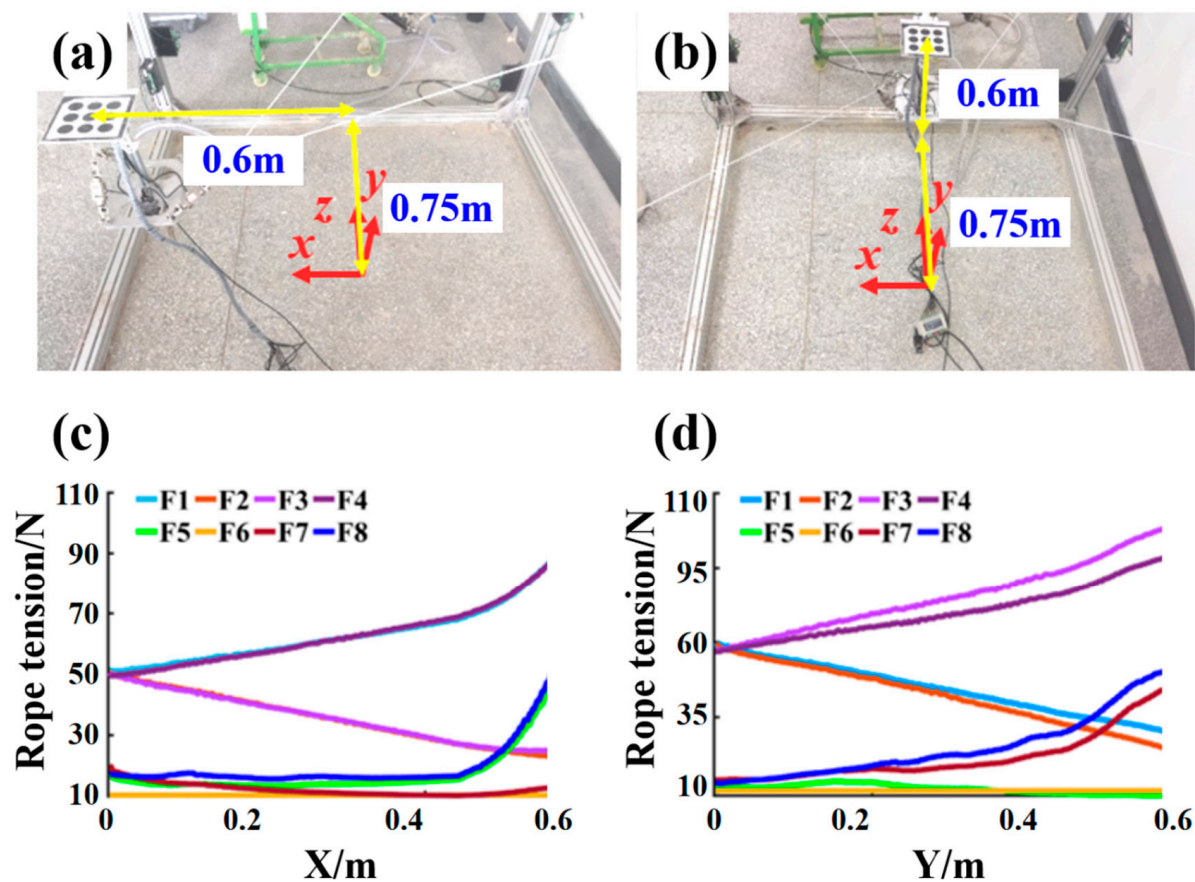 (a)
0.6m
0.75m
z
y
x
(b)
0.6m
0.75m
z
y
x
(c)
Rope tension/N
110
90
70
50
30
10
F1 F2 F3 F4
F5 F6 F7 F8
0 0.2 0.4 0.6
X/m
(d)
Rope tension/N
110
95
60
35
10
F1 F2 F3 F4
F5 F6 F7 F8
0 0.2 0.4 0.6
Y/m